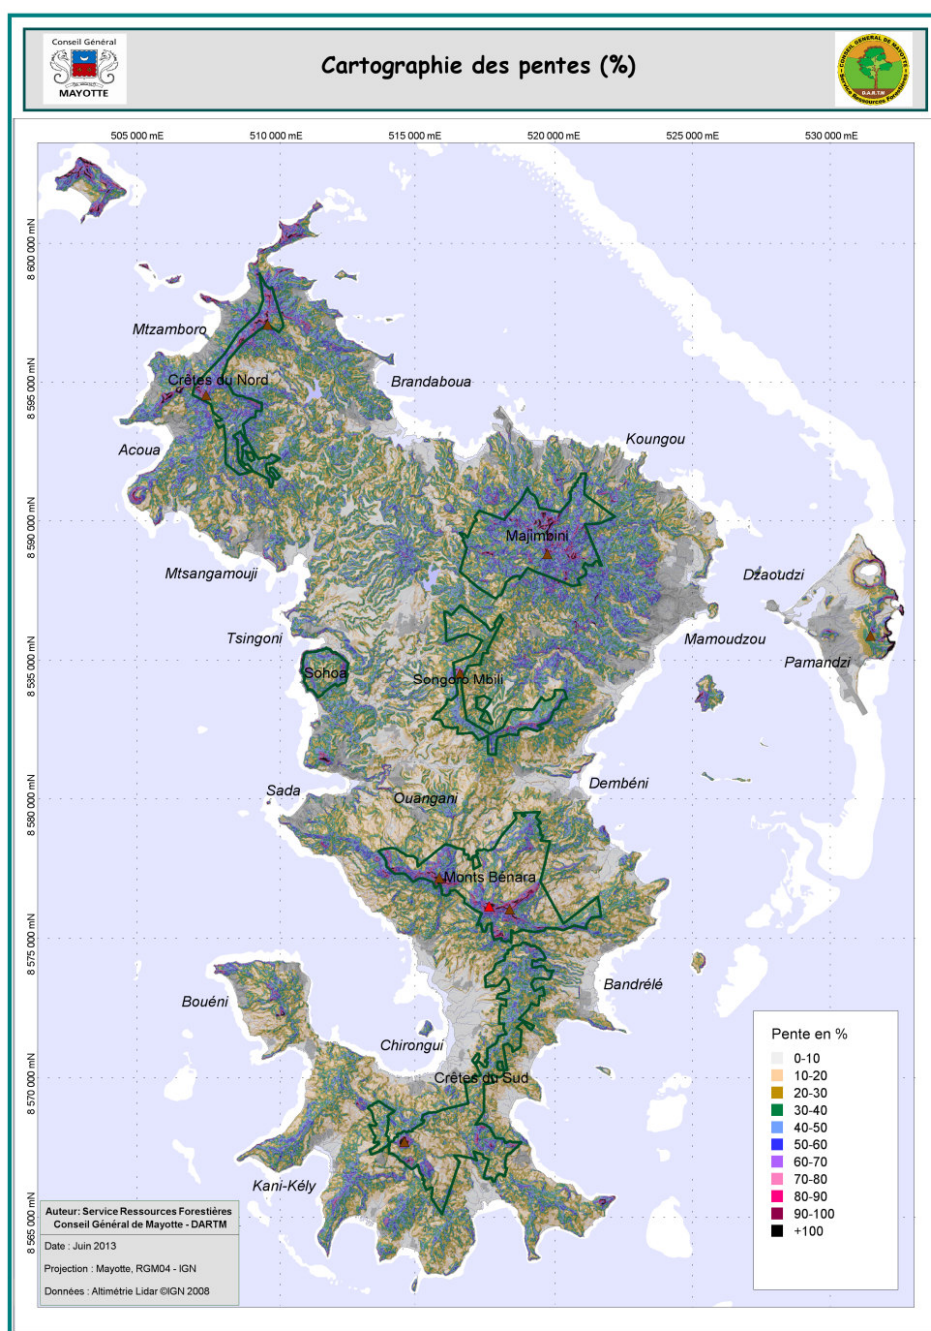 Conseil Général
MAYOTTE
Cartographie des pentes (%)
CONSEIL GENERAL DE MAYOTTE
D.A.R.T.M
Service Ressources Forestières
505 000 mE
510 000 mE
515 000 mE
520 000 mE
525 000 mE
530 000 mE
8 600 000 mN
8 595 000 mN
8 590 000 mN
8 585 000 mN
8 580 000 mN
8 575 000 mN
8 570 000 mN
8 565 000 mN
Mtzamboro
Crêtes du Nord
Brandaboua
Acoua
Koungou
Majimbini
Mtsangamouji
Dzaoudzi
Tsingoni
Mamoudzou
Pamandzi
Sohoa
Songoro Mbili
Sada
Ouangani
Dembéni
Monts Bénara
Bouéni
Bandrélé
Chirongui
Crêtes du Sud
Kani-Kély
Pente en %
0-10
10-20
20-30
30-40
40-50
50-60
60-70
70-80
80-90
90-100
+100
Auteur: Service Ressources Forestières
Conseil Général de Mayotte - DARTM
Date : Juin 2013
Projection : Mayotte, RGM04 - IGN
Données : Altimétrie Lidar ©IGN 2008